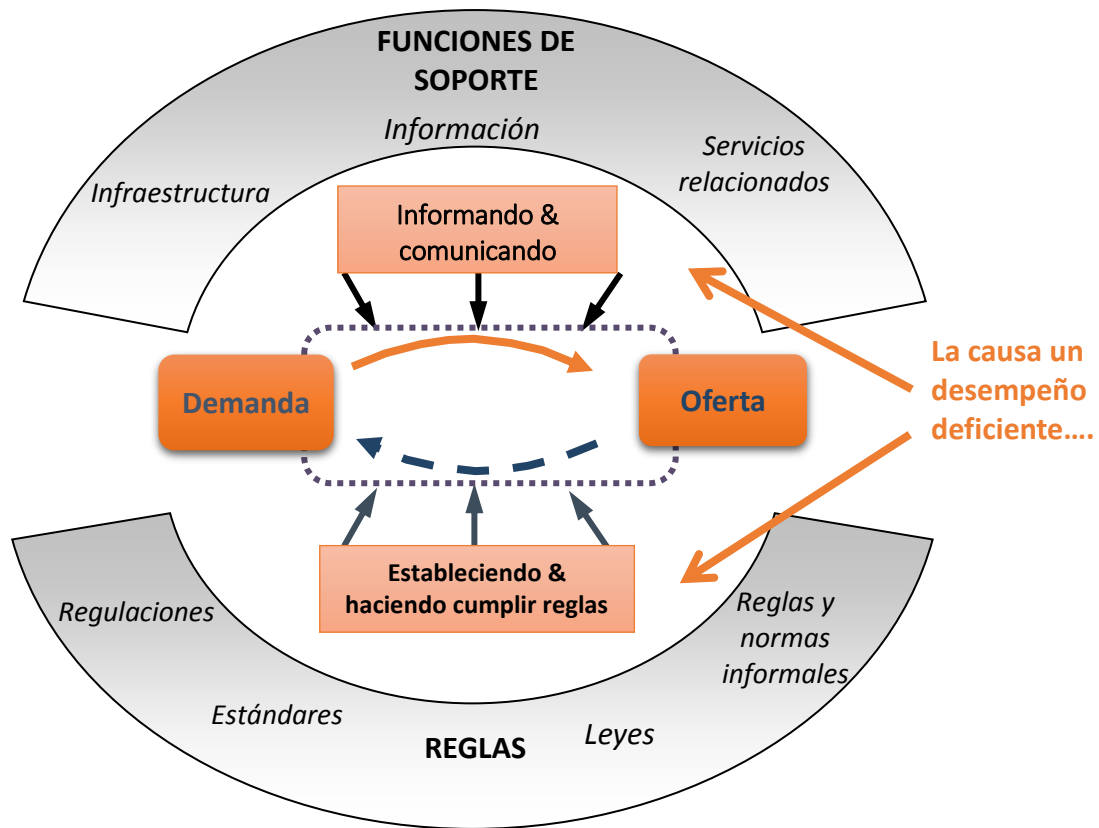 FUNCIONES DE
SOPORTE
Información
Infraestructura
Servicios
relacionados
Informando &
comunicando
Demanda
Oferta
La causa un
desempeño
deficiente....
Estableciendo &
haciendo cumplir reglas
Regulaciones
Reglas y
normas
informales
Estándares
Leyes
REGLAS